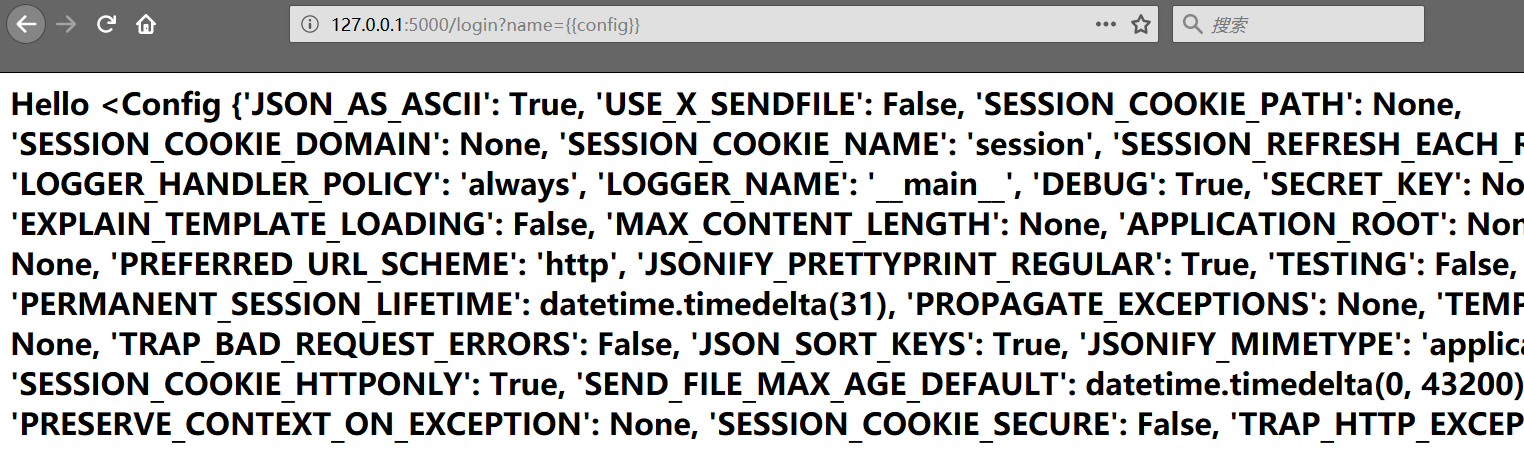 127.0.0.1:5000/login?name={{config}}
搜索
Hello <Config {'JSON_AS_ASCII': True, 'USE_X_SENDFILE': False, 'SESSION_COOKIE_PATH': None,
'SESSION_COOKIE_DOMAIN': None, 'SESSION_COOKIE_NAME': 'session', 'SESSION_REFRESH_EACH_R
'LOGGER_HANDLER_POLICY': 'always', 'LOGGER_NAME': '__main__', 'DEBUG': True, 'SECRET_KEY': No
'EXPLAIN_TEMPLATE_LOADING': False, 'MAX_CONTENT_LENGTH': None, 'APPLICATION_ROOT': Non
None, 'PREFERRED_URL_SCHEME': 'http', 'JSONIFY_PRETTYPRINT_REGULAR': True, 'TESTING': False,
'PERMANENT_SESSION_LIFETIME': datetime.timedelta(31), 'PROPAGATE_EXCEPTIONS': None, 'TEMP
None, 'TRAP_BAD_REQUEST_ERRORS': False, 'JSON_SORT_KEYS': True, 'JSONIFY_MIMETYPE': 'applica
'SESSION_COOKIE_HTTPONLY': True, 'SEND_FILE_MAX_AGE_DEFAULT': datetime.timedelta(0, 43200)
'PRESERVE_CONTEXT_ON_EXCEPTION': None, 'SESSION_COOKIE_SECURE': False, 'TRAP_HTTP_EXCEP